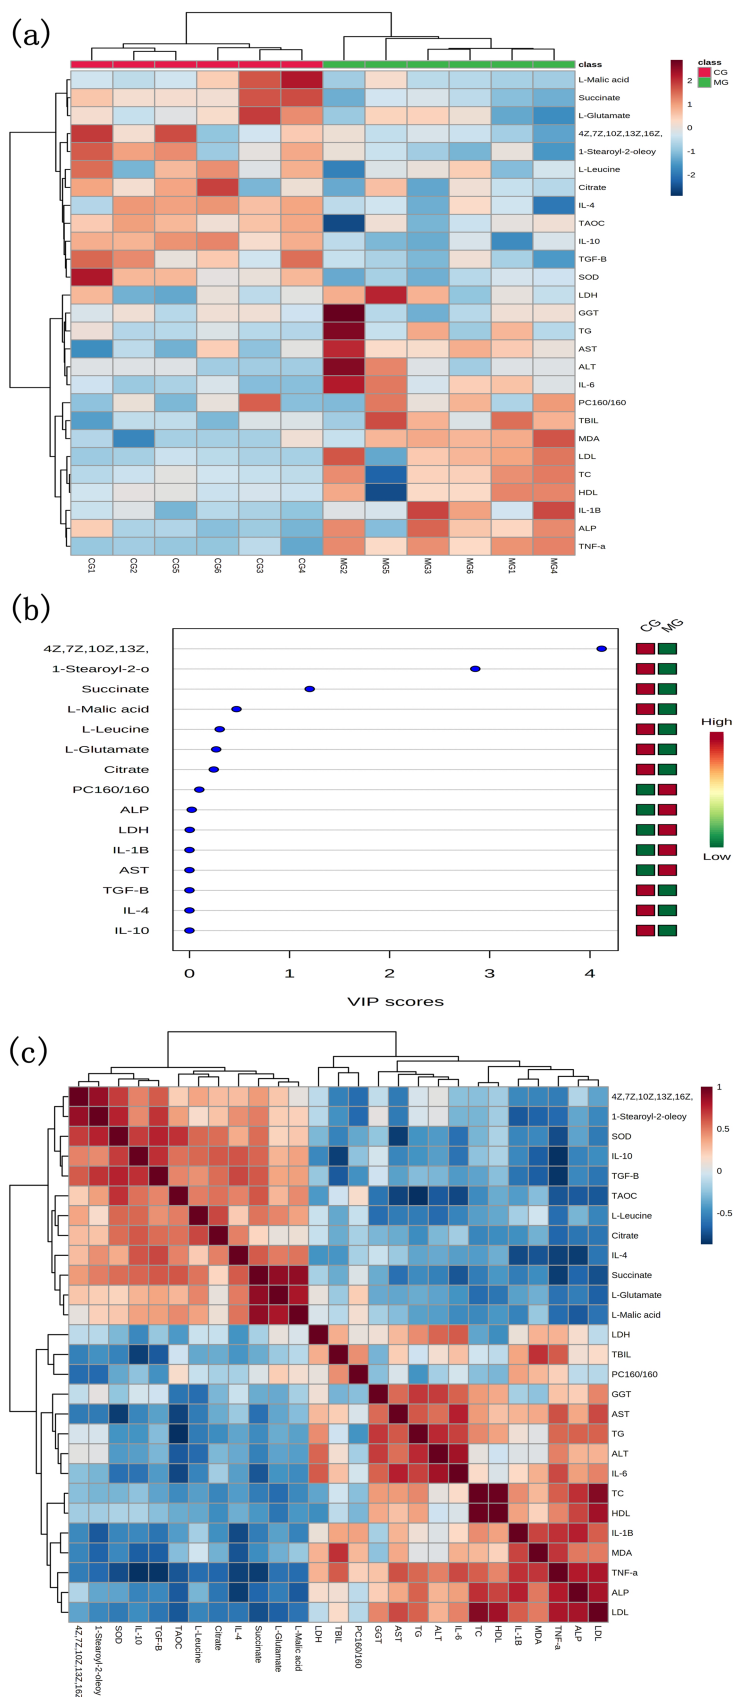 (a)
class
L-Malic acid
Succinate
L-Glutamate
4Z,7Z,10Z,13Z,16Z,
1-Stearoyl-2-oleoy
L-Leucine
Citrate
IL-4
TAOC
IL-10
TGF-B
SOD
LDH
GGT
TG
AST
ALT
IL-6
PC160/160
TBIL
MDA
LDL
TC
HDL
IL-1B
ALP
TNF-a
2
1
0
-1
-2
class
CG
MG
CG1 CG2 CG5 CG6 CG3 CG4 MG2 MG5 MG3 MG6 MG1 MG4
(b)
CG MG
4Z,7Z,10Z,13Z,
1-Stearoyl-2-o
Succinate
L-Malic acid
L-Leucine
L-Glutamate
Citrate
PC160/160
ALP
LDH
IL-1B
AST
TGF-B
IL-4
IL-10
High
Low
0 1 2 3 4
VIP scores
(c)
4Z,7Z,10Z,13Z,16Z,
1-Stearoyl-2-oleoy
SOD
IL-10
TGF-B
TAOC
L-Leucine
Citrate
IL-4
Succinate
L-Glutamate
L-Malic acid
LDH
TBIL
PC160/160
GGT
AST
TG
ALT
IL-6
TC
HDL
IL-1B
MDA
TNF-a
ALP
LDL
1
0.5
0
-0.5
4Z,7Z,10Z,13Z,16Z 1-Stearoyl-2-oleoy SOD IL-10 TGF-B TAOC L-Leucine Citrate IL-4 Succinate L-Glutamate L-Malic acid LDH TBIL PC160/160 GGT AST TG ALT IL-6 TC HDL IL-1B MDA TNF-a ALP LDL